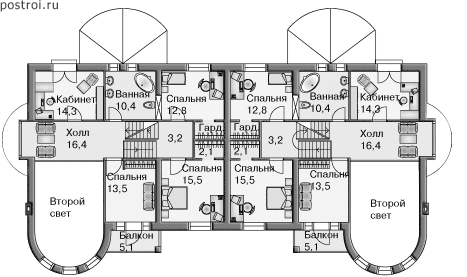 postroi.ru
Кабинет
14,3
Ванная
10,4
Спальня
12,8
Спальня
12,8
Ванная
10,4
Кабинет
14,3
Холл
16,4
3,2
Гард.
2,1
Гард.
2,1
3,2
Холл
16,4
Спальня
13,5
Спальня
15,5
Спальня
15,5
Спальня
13,5
Второй
свет
Второй
свет
Балкон
5,1
Балкон
5,1